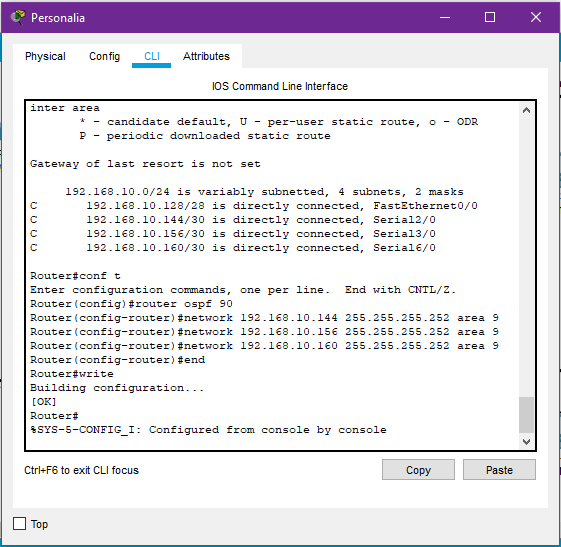 Personalia
Physical Config CLI Attributes
IOS Command Line Interface
inter area
* - candidate default, U - per-user static route, o - ODR
P - periodic downloaded static route
Gateway of last resort is not set
192.168.10.0/24 is variably subnetted, 4 subnets, 2 masks
C 192.168.10.128/28 is directly connected, FastEthernet0/0
C 192.168.10.144/30 is directly connected, Serial2/0
C 192.168.10.156/30 is directly connected, Serial3/0
C 192.168.10.160/30 is directly connected, Serial6/0
Router#conf t
Enter configuration commands, one per line. End with CNTL/Z.
Router(config)#router ospf 90
Router(config-router)#network 192.168.10.144 255.255.255.252 area 9
Router(config-router)#network 192.168.10.156 255.255.255.252 area 9
Router(config-router)#network 192.168.10.160 255.255.255.252 area 9
Router(config-router)#end
Router#write
Building configuration...
[OK]
Router#
%SYS-5-CONFIG_I: Configured from console by console
Ctrl+F6 to exit CLI focus
Copy Paste
Top